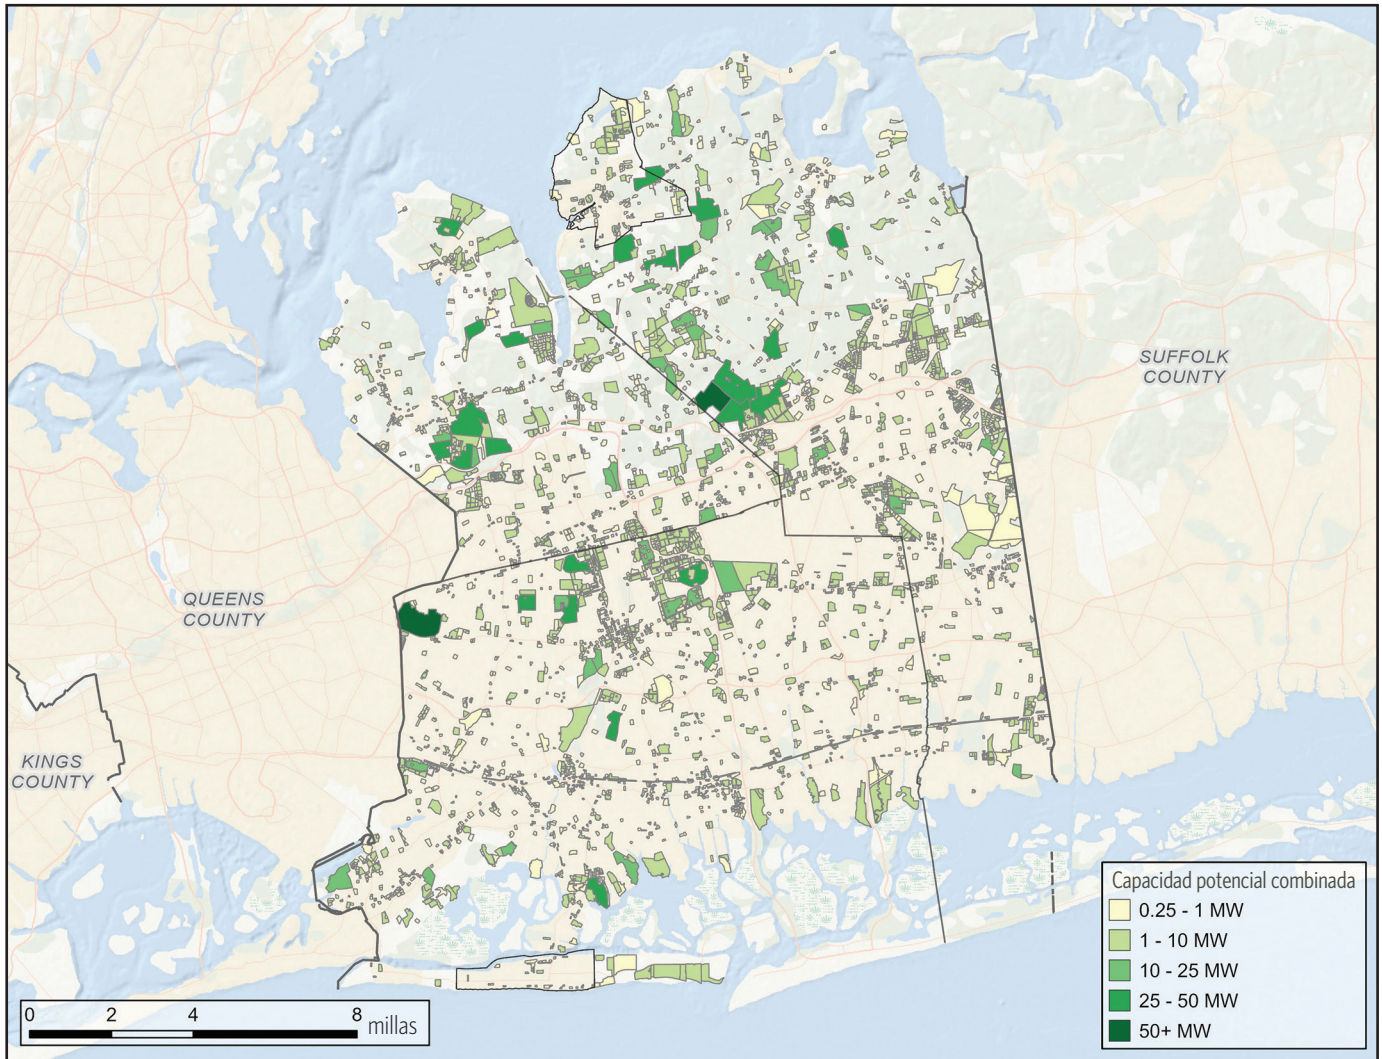 SUFFOLK
COUNTY
QUEENS
COUNTY
KINGS
COUNTY
Capacidad potencial combinada
0.25 - 1 MW
1 - 10 MW
10 - 25 MW
25 - 50 MW
50+ MW
0 2 4 8 millas